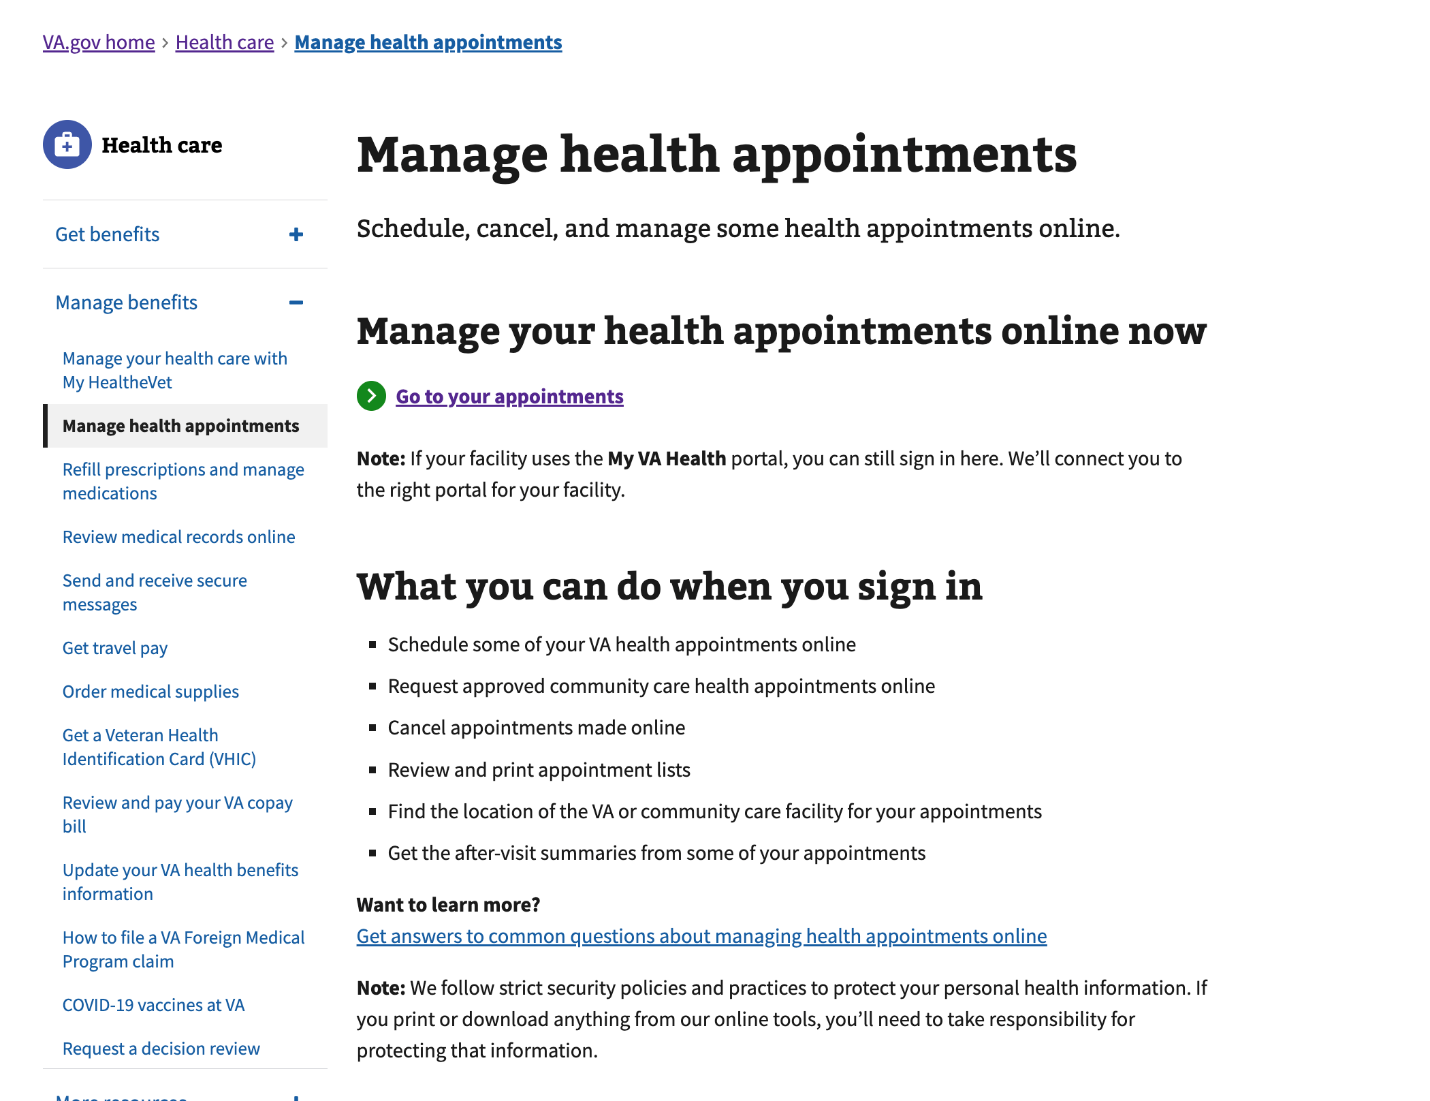 VA.gov home › Health care › Manage health appointments
Health care
Get benefits
Manage benefits
Manage your health care with
My HealtheVet
Manage health appointments
Refill prescriptions and manage
medications
Review medical records online
Send and receive secure
messages
Get travel pay
Order medical supplies
Get a Veteran Health
Identification Card (VHIC)
Review and pay your VA copay
bill
Update your VA health benefits
information
How to file a VA Foreign Medical
Program claim
COVID-19 vaccines at VA
Request a decision review
More resources
Manage health appointments
Schedule, cancel, and manage some health appointments online.
Manage your health appointments online now
Go to your appointments
Note: If your facility uses the My VA Health portal, you can still sign in here. We’ll connect you to
the right portal for your facility.
What you can do when you sign in
Schedule some of your VA health appointments online
Request approved community care health appointments online
Cancel appointments made online
Review and print appointment lists
Find the location of the VA or community care facility for your appointments
Get the after-visit summaries from some of your appointments
Want to learn more?
Get answers to common questions about managing health appointments online
Note: We follow strict security policies and practices to protect your personal health information. If
you print or download anything from our online tools, you’ll need to take responsibility for
protecting that information.